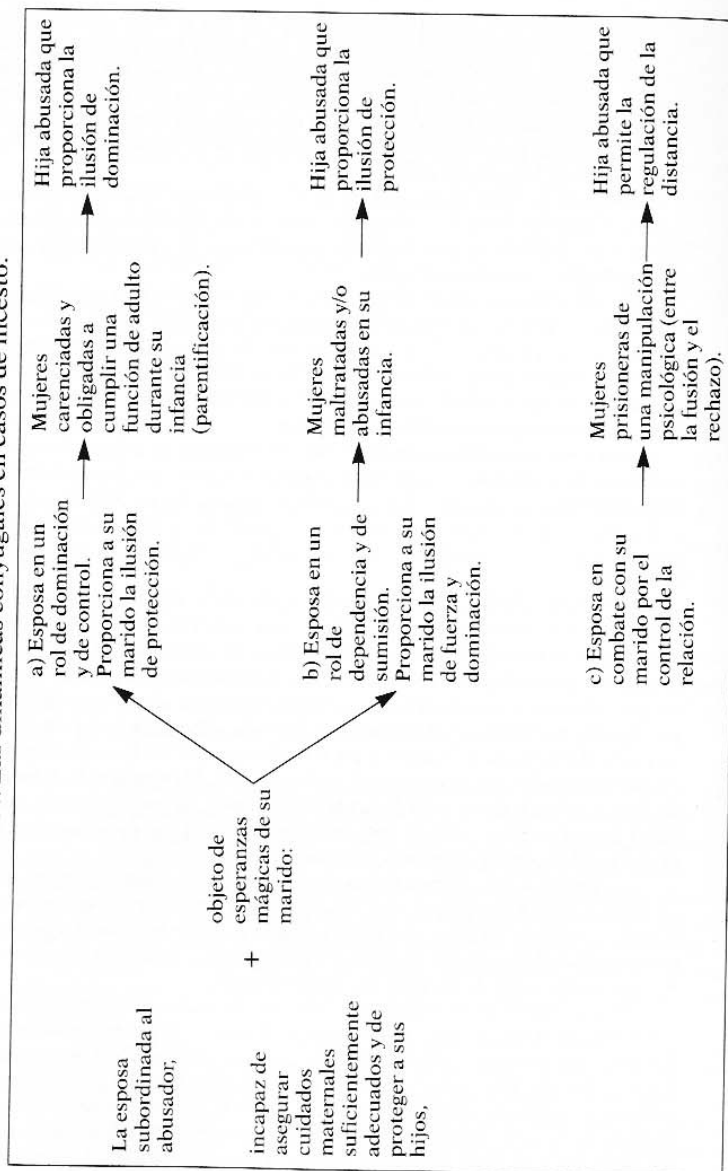 dinámicas conyugales en casos de incesto.
La esposa
subordinada al
abusador,
incapaz de
asegurar
cuidados
maternales
suficientemente
adecuados y de
proteger a sus
hijos,
+
objeto de
esperanzas
mágicas de su
marido:
a) Esposa en un
rol de dominación
y de control.
Proporciona a su
marido la ilusión
de protección.
Mujeres
carenciadas y
obligadas a
cumplir una
función de adulto
durante su
infancia
(parentificación).
Hija abusada que
proporciona la
ilusión de
dominación.
b) Esposa en un
rol de
dependencia y de
sumisión.
Proporciona a su
marido la ilusión
de fuerza y
dominación.
Mujeres
maltratadas y/o
abusadas en su
infancia.
Hija abusada que
proporciona la
ilusión de
protección.
c) Esposa en
combate con su
marido por el
control de la
relación.
Mujeres
prisioneras de
una manipulación
psicológica (entre
la fusión y el
rechazo).
Hija abusada que
permite la
regulación de la
distancia.